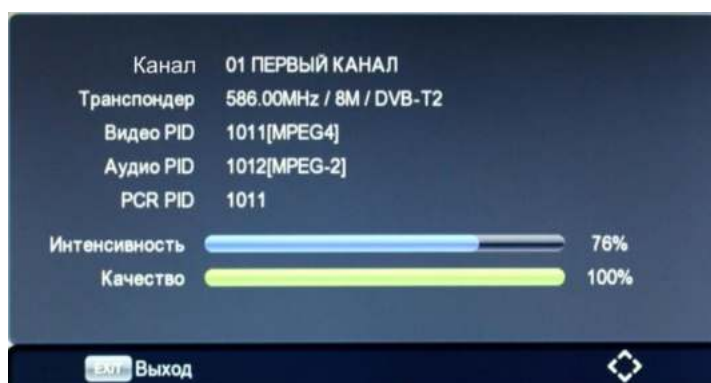 Канал 01 ПЕРВЫЙ КАНАЛ
Транспондер 586.00MHz / 8M / DVB-T2
Видео PID 1011[MPEG4]
Аудио PID 1012[MPEG-2]
PCR PID 1011
Интенсивность 76%
Качество 100%
EXIT Выход